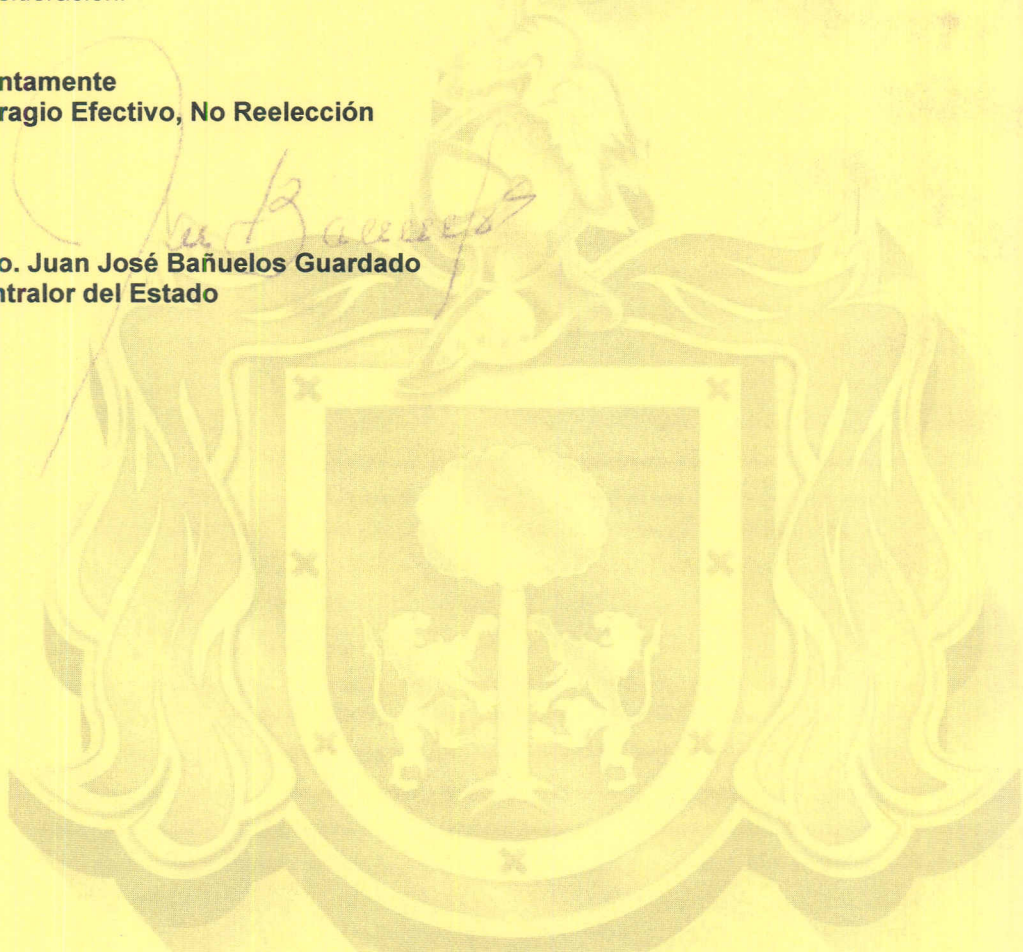 ntamente
ragio Efectivo, No Reelección
o. Juan José Bañuelos Guardado
ntralor del Estado